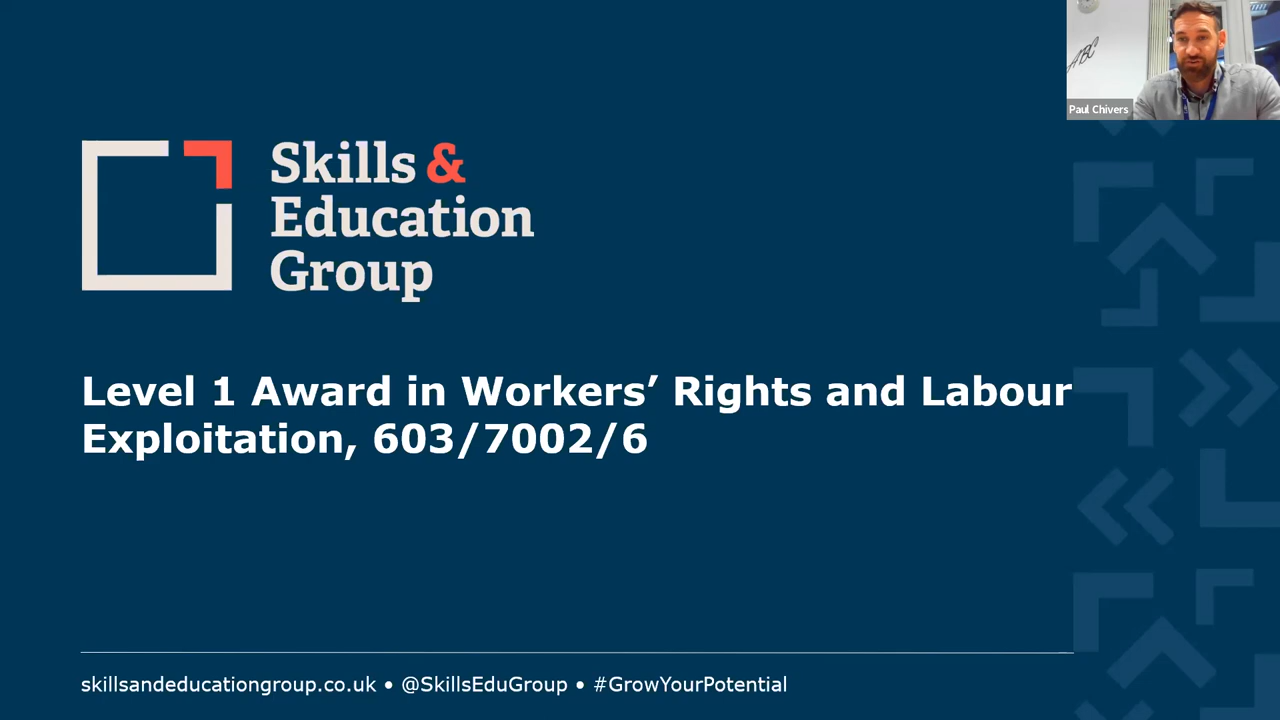 ABC
Paul Chivers
Skills &
Education
Group
Level 1 Award in Workers’ Rights and Labour
Exploitation, 603/7002/6
skillsandeducationgroup.co.uk • @SkillsEduGroup • #GrowYourPotential